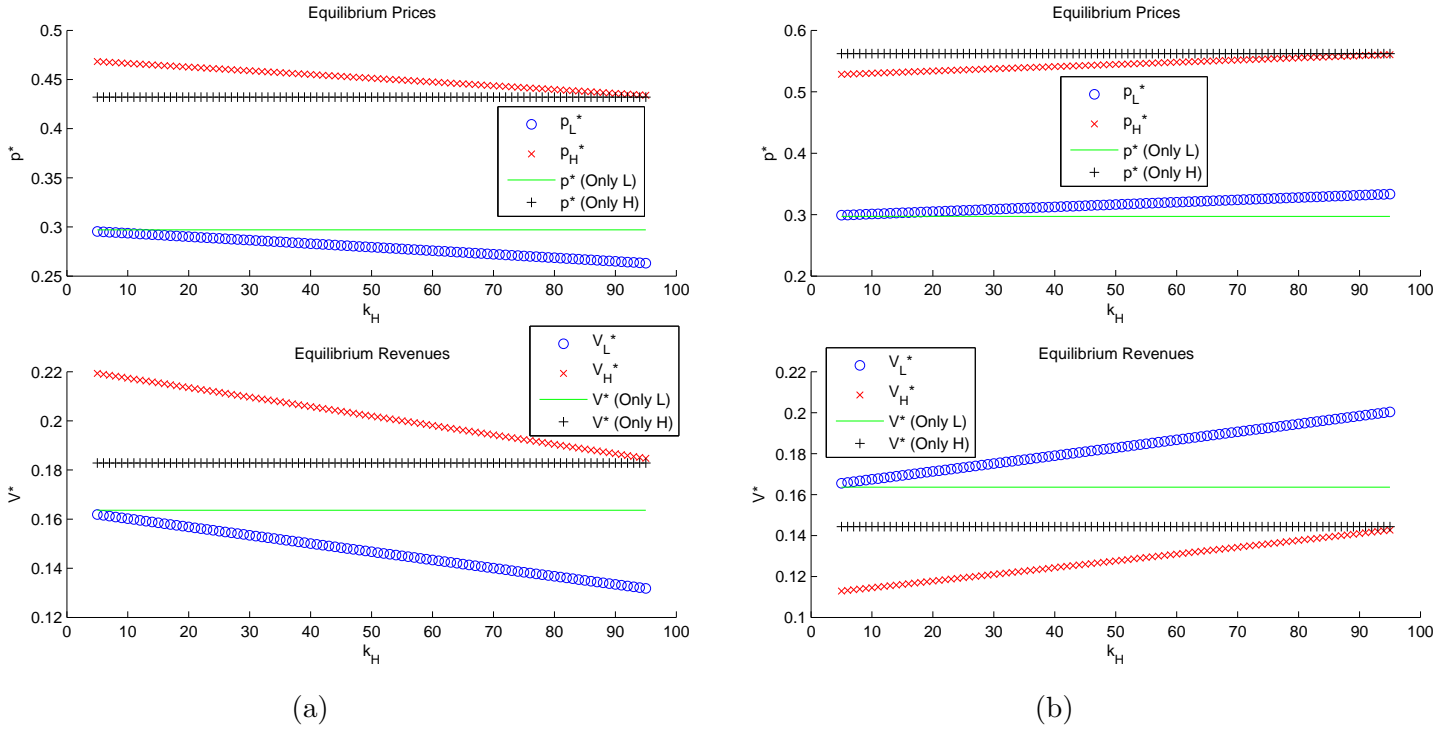 Equilibrium Prices
0.5
0.45
0.4
0.35
0.3
0.25
p*
0 10 20 30 40 50 60 70 80 90 100
k_H
p_L*
p_H*
p* (Only L)
p* (Only H)
Equilibrium Revenues
0.22
0.2
0.18
0.16
0.14
0.12
V*
0 10 20 30 40 50 60 70 80 90 100
k_H
V_L*
V_H*
V* (Only L)
V* (Only H)
(a)
Equilibrium Prices
0.6
0.5
0.4
0.3
0.2
p*
0 10 20 30 40 50 60 70 80 90 100
k_H
p_L*
p_H*
p* (Only L)
p* (Only H)
Equilibrium Revenues
0.22
0.2
0.18
0.16
0.14
0.12
0.1
V*
0 10 20 30 40 50 60 70 80 90 100
k_H
V_L*
V_H*
V* (Only L)
V* (Only H)
(b)